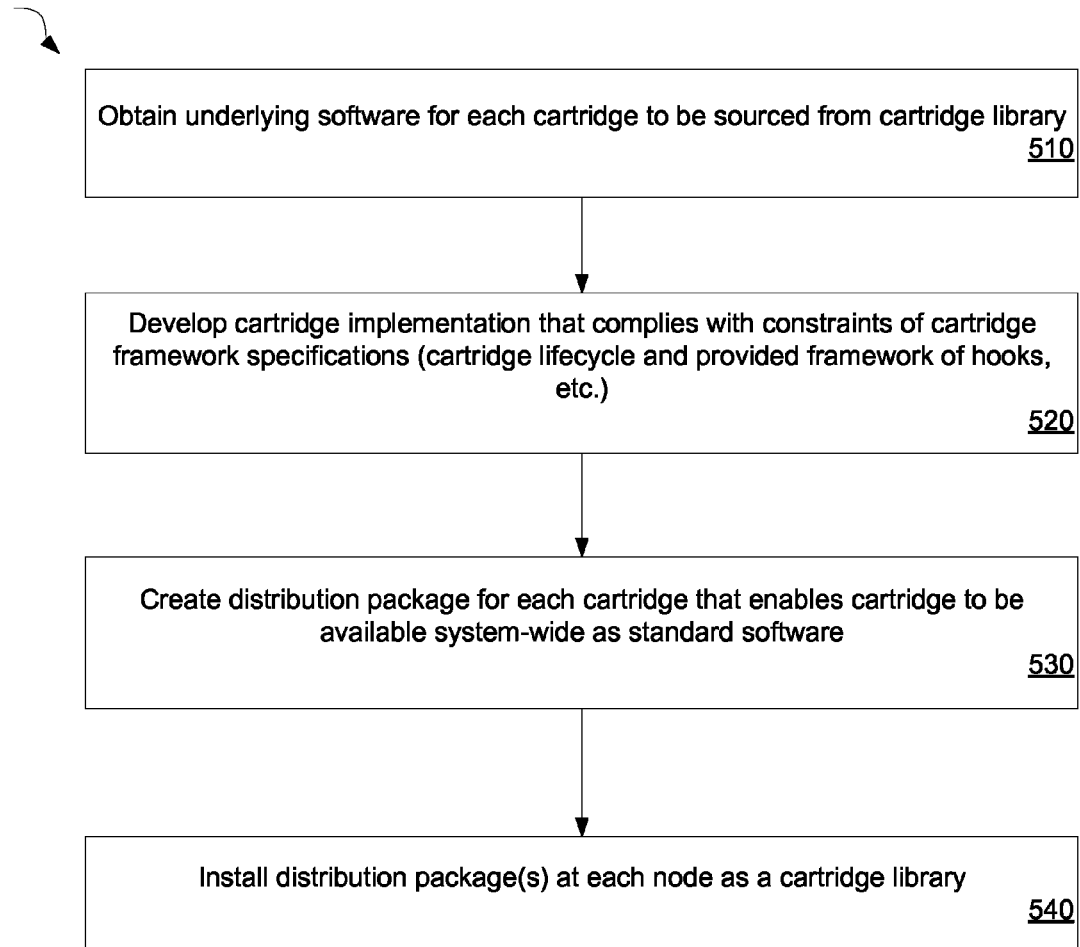 Obtain underlying software for each cartridge to be sourced from cartridge library
510
Develop cartridge implementation that complies with constraints of cartridge
framework specifications (cartridge lifecycle and provided framework of hooks,
etc.)
520
Create distribution package for each cartridge that enables cartridge to be
available system-wide as standard software
530
Install distribution package(s) at each node as a cartridge library
540